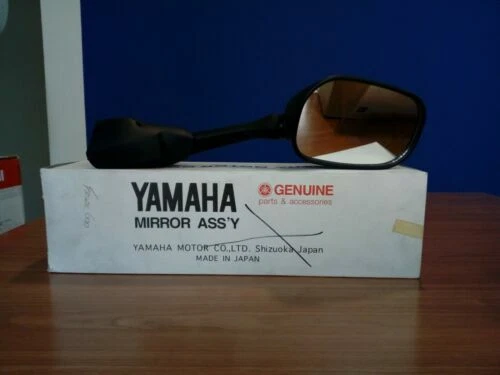 YAMAHA
MIRROR ASS'Y
GENUINE
parts & accessories
YAMAHA MOTOR CO.,LTD. Shizuoka Japan
MADE IN JAPAN